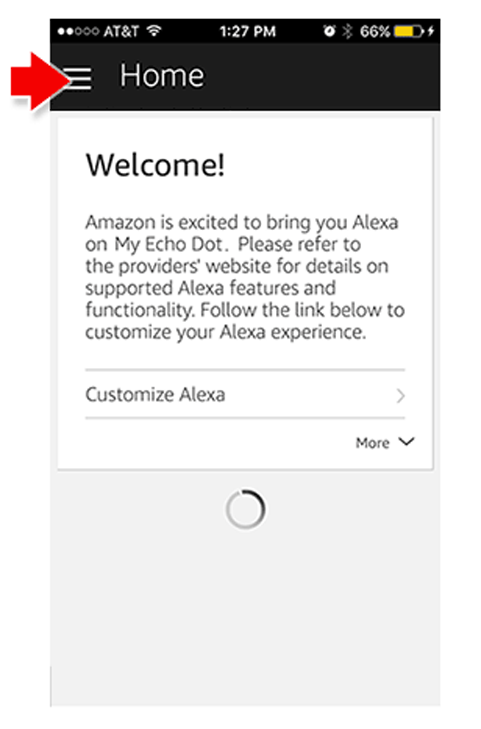 AT&T 1:27 PM 66%
Home
Welcome!
Amazon is excited to bring you Alexa
on My Echo Dot. Please refer to
the providers' website for details on
supported Alexa features and
functionality. Follow the link below to
customize your Alexa experience.
Customize Alexa
More